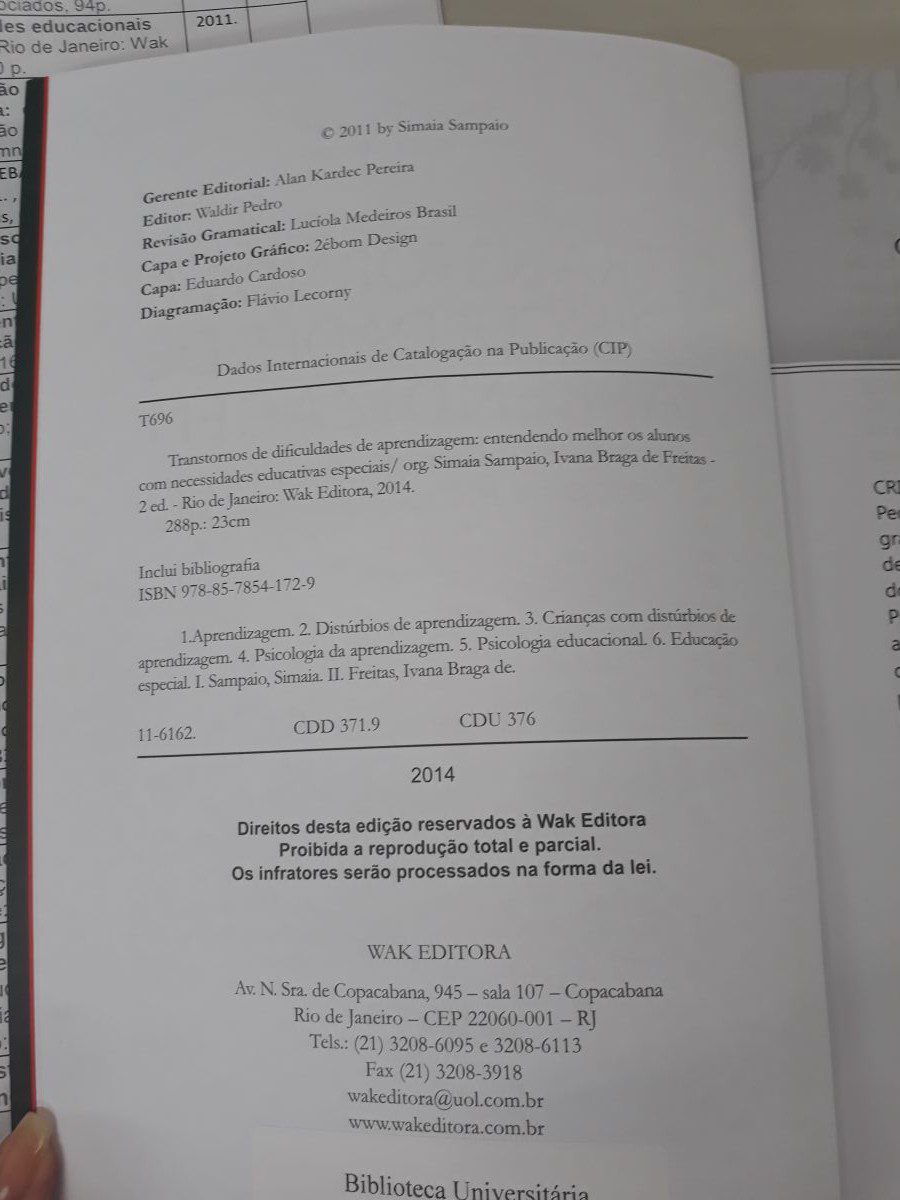 ociados, 94p.
les educacionais
2011.
Rio de Janeiro: Wak
p.
© 2011 by Simaia Sampaio
Gerente Editorial: Alan Kardec Pereira
Editor: Waldir Pedro
Revisão Gramatical: Lucíola Medeiros Brasil
Capa e Projeto Gráfico: 2ébom Design
Capa: Eduardo Cardoso
Diagramação: Flávio Lecorny
Dados Internacionais de Catalogação na Publicação (CIP)
T696
Transtornos de dificuldades de aprendizagem: entendendo melhor os alunos
com necessidades educativas especiais/ org. Simaia Sampaio, Ivana Braga de Freitas -
2 ed. - Rio de Janeiro: Wak Editora, 2014.
288p.: 23cm
Inclui bibliografia
ISBN 978-85-7854-172-9
1.Aprendizagem. 2. Distúrbios de aprendizagem. 3. Crianças com distúrbios de
aprendizagem. 4. Psicologia da aprendizagem. 5. Psicologia educacional. 6. Educação
especial. I. Sampaio, Simaia. II. Freitas, Ivana Braga de.
11-6162. CDD 371.9 CDU 376
2014
Direitos desta edição reservados à Wak Editora
Proibida a reprodução total e parcial.
Os infratores serão processados na forma da lei.
WAK EDITORA
Av. N. Sra. de Copacabana, 945 – sala 107 – Copacabana
Rio de Janeiro – CEP 22060-001 – RJ
Tels.: (21) 3208-6095 e 3208-6113
Fax (21) 3208-3918
wakeditora@uol.com.br
www.wakeditora.com.br
Biblioteca Universitária